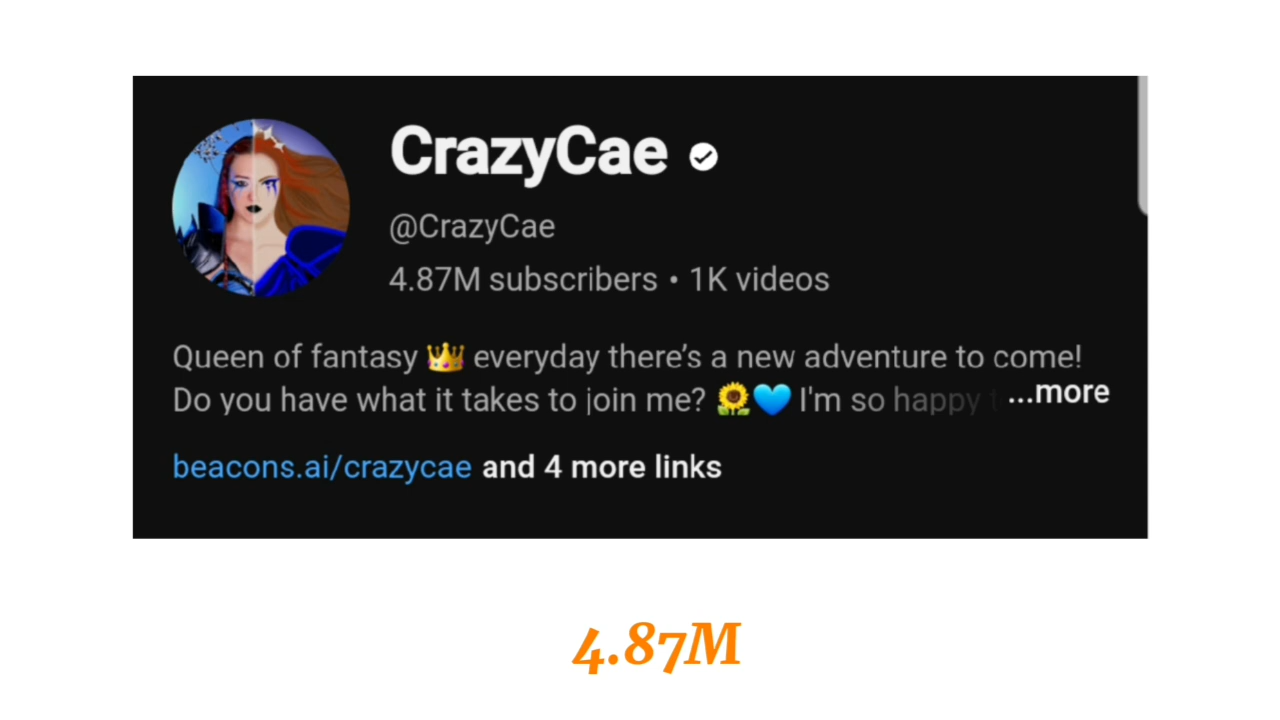 CrazyCae
@CrazyCae
4.87M subscribers • 1K videos
Queen of fantasy 👑 everyday there's a new adventure to come!
Do you have what it takes to join me? 🌻💙 I'm so happy t ...more
beacons.ai/crazycae and 4 more links
4.87M